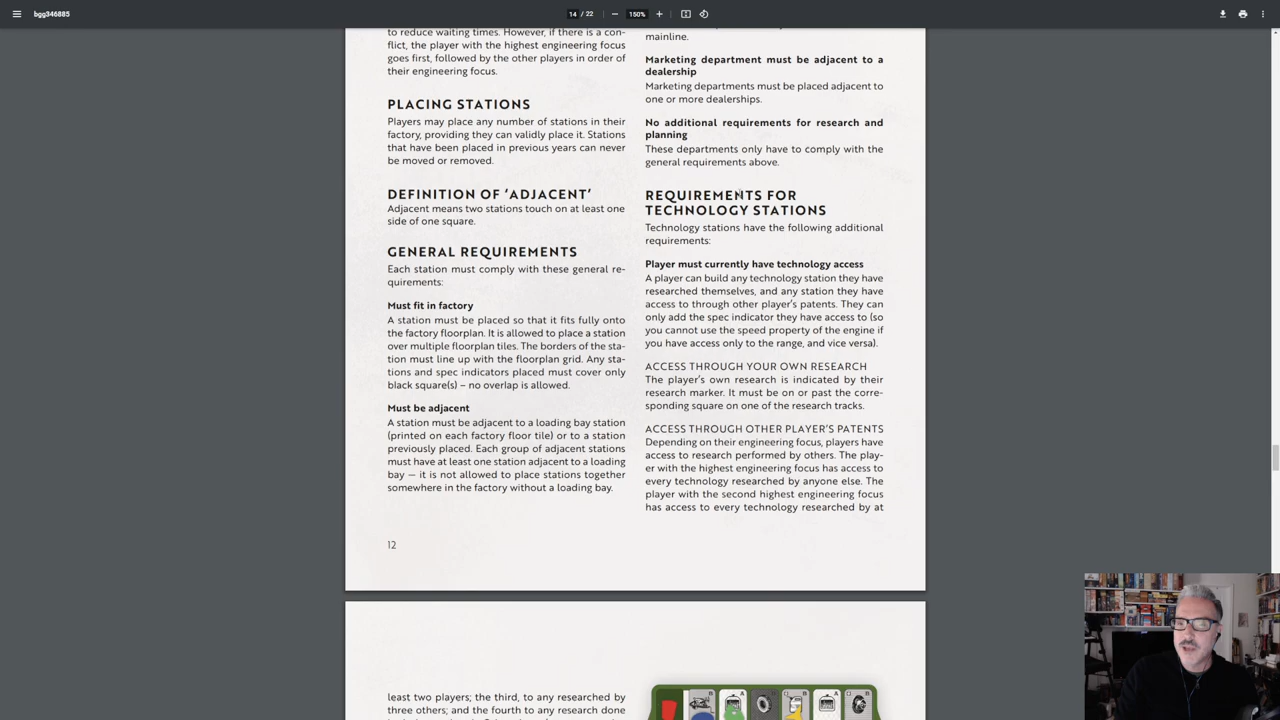 bgg346885
14 / 22
150%
to reduce waiting times. However, if there is a con-
flict, the player with the highest engineering focus
goes first, followed by the other players in order of
their engineering focus.
PLACING STATIONS
Players may place any number of stations in their
factory, providing they can validly place it. Stations
that have been placed in previous years can never
be moved or removed.
DEFINITION OF ‘ADJACENT’
Adjacent means two stations touch on at least one
side of one square.
GENERAL REQUIREMENTS
Each station must comply with these general re-
quirements:
Must fit in factory
A station must be placed so that it fits fully onto
the factory floorplan. It is allowed to place a station
over multiple floorplan tiles. The borders of the sta-
tion must line up with the floorplan grid. Any sta-
tions and spec indicators placed must cover only
black square(s) – no overlap is allowed.
Must be adjacent
A station must be adjacent to a loading bay station
(printed on each factory floor tile) or to a station
previously placed. Each group of adjacent stations
must have at least one station adjacent to a loading
bay — it is not allowed to place stations together
somewhere in the factory without a loading bay.
12
mainline.
Marketing department must be adjacent to a
dealership
Marketing departments must be placed adjacent to
one or more dealerships.
No additional requirements for research and
planning
These departments only have to comply with the
general requirements above.
REQUIREMENTS FOR
TECHNOLOGY STATIONS
Technology stations have the following additional
requirements:
Player must currently have technology access
A player can build any technology station they have
researched themselves, and any station they have
access to through other player’s patents. They can
only add the spec indicator they have access to (so
you cannot use the speed property of the engine if
you have access only to the range, and vice versa).
ACCESS THROUGH YOUR OWN RESEARCH
The player’s own research is indicated by their
research marker. It must be on or past the corre-
sponding square on one of the research tracks.
ACCESS THROUGH OTHER PLAYER’S PATENTS
Depending on their engineering focus, players have
access to research performed by others. The play-
er with the highest engineering focus has access to
every technology researched by anyone else. The
player with the second highest engineering focus
has access to every technology researched by at
least two players; the third, to any researched by
three others; and the fourth to any research done